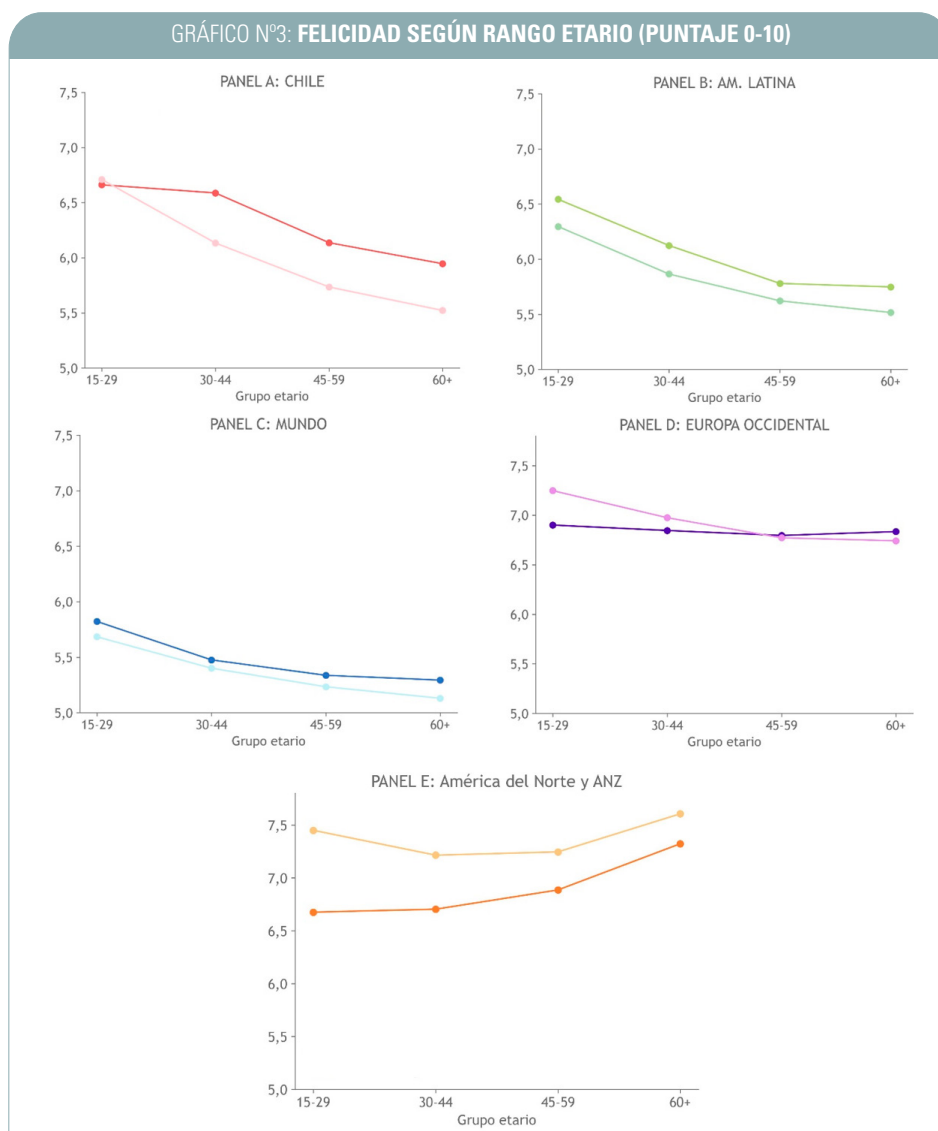 GRÁFICO Nº3: FELICIDAD SEGÚN RANGO ETARIO (PUNTAJE 0-10)
PANEL A: CHILE
7,5
7,0
6,5
6,0
5,5
5,0
15-29 30-44 45-59 60+
Grupo etario
PANEL B: AM. LATINA
7,5
7,0
6,5
6,0
5,5
5,0
15-29 30-44 45-59 60+
Grupo etario
PANEL C: MUNDO
7,5
7,0
6,5
6,0
5,5
5,0
15-29 30-44 45-59 60+
Grupo etario
PANEL D: EUROPA OCCIDENTAL
7,5
7,0
6,5
6,0
5,5
5,0
15-29 30-44 45-59 60+
Grupo etario
PANEL E: América del Norte y ANZ
7,5
7,0
6,5
6,0
5,5
5,0
15-29 30-44 45-59 60+
Grupo etario